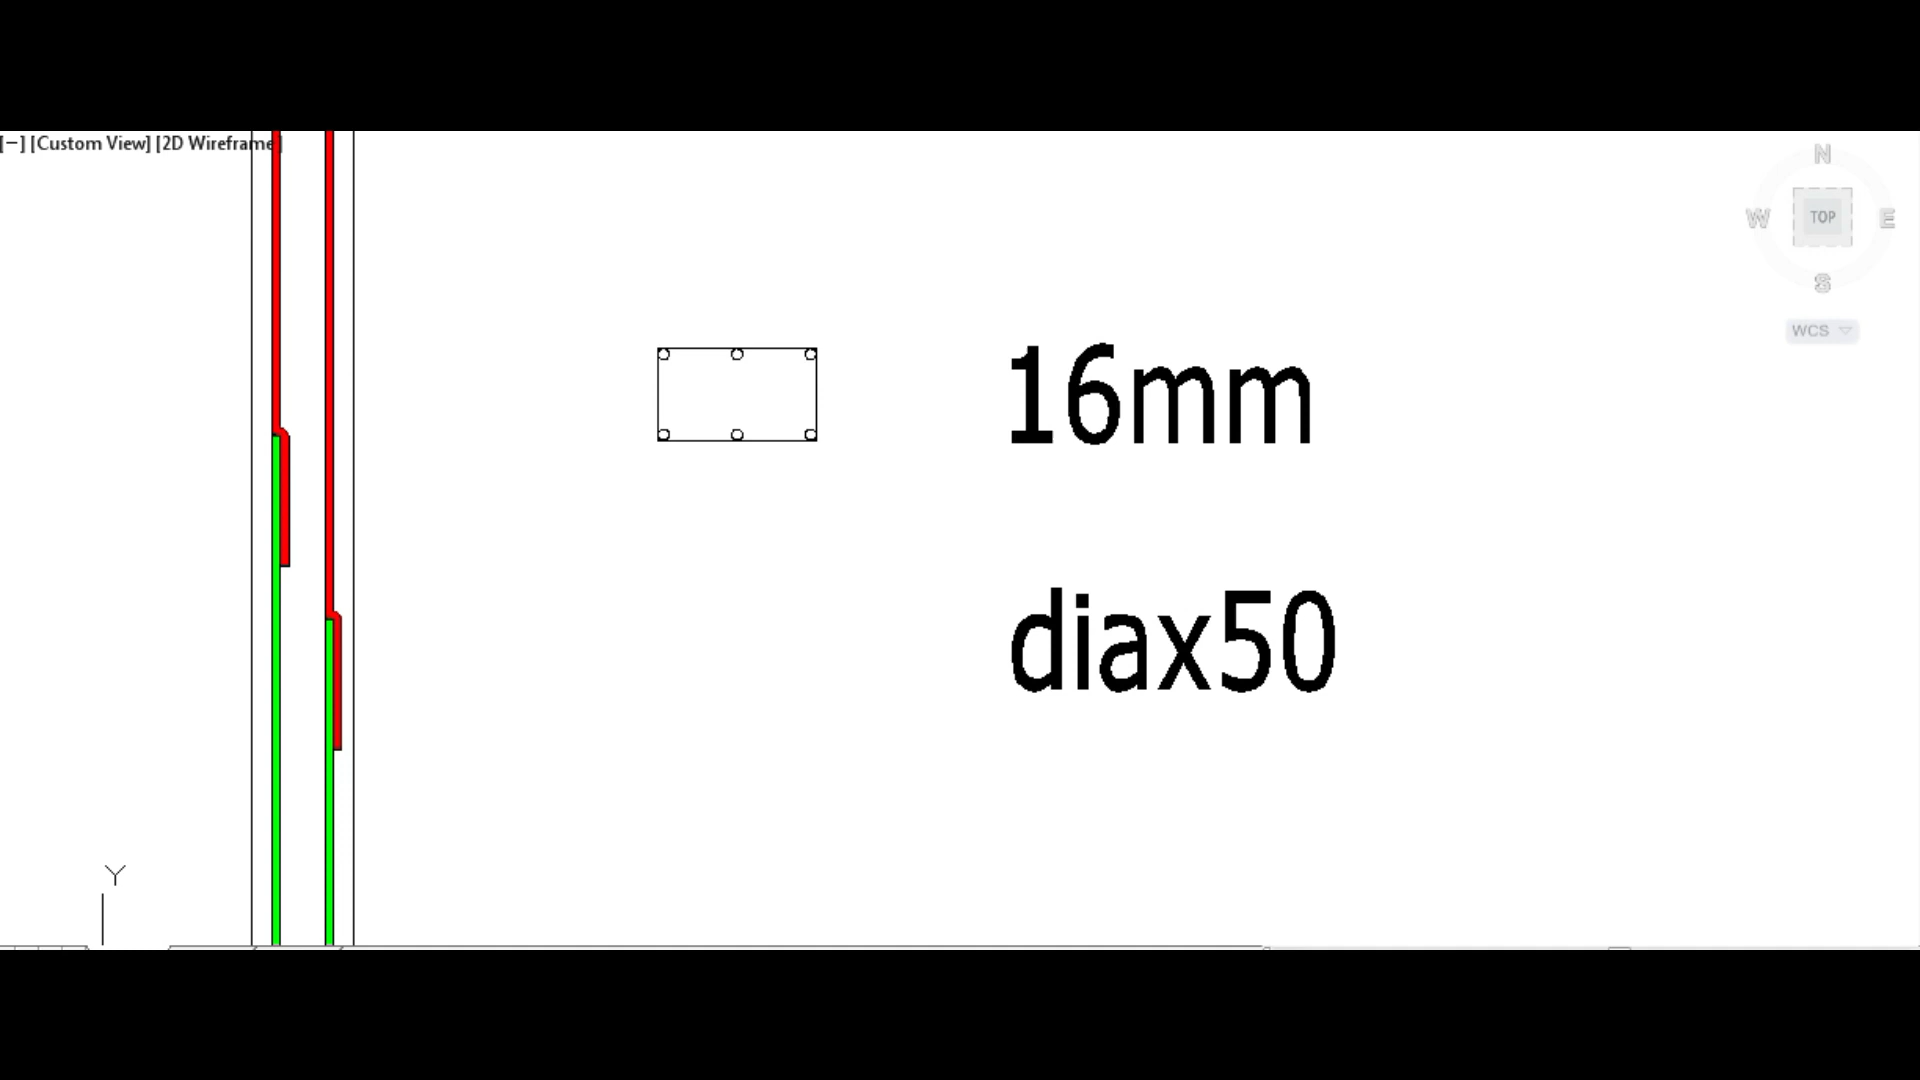 [−] [Custom View] [2D Wireframe]
N
W TOP E
S
WCS
16mm
diax50
Y